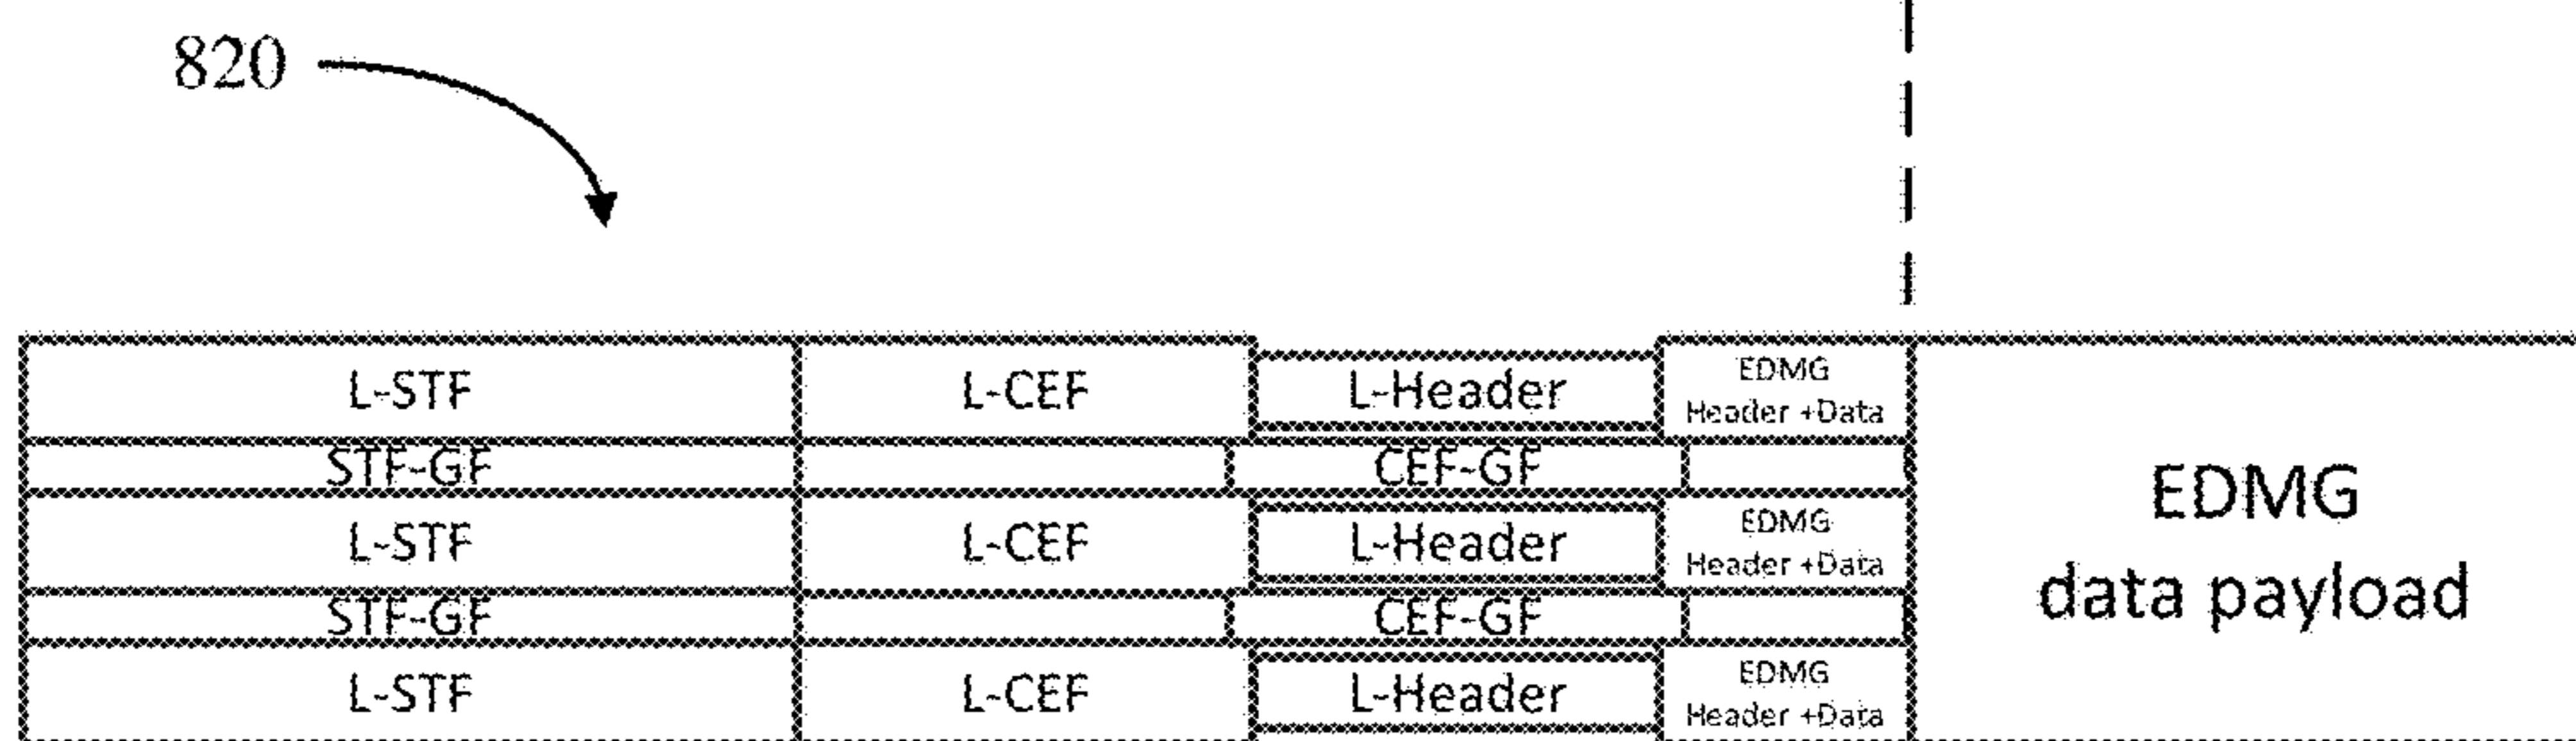 820
L-STF L-CEF L-Header EDMG
Header +Data
STF-GF CEF-GF
L-STF L-CEF L-Header EDMG
Header +Data
STF-GF CEF-GF
L-STF L-CEF L-Header EDMG
Header +Data
EDMG
data payload